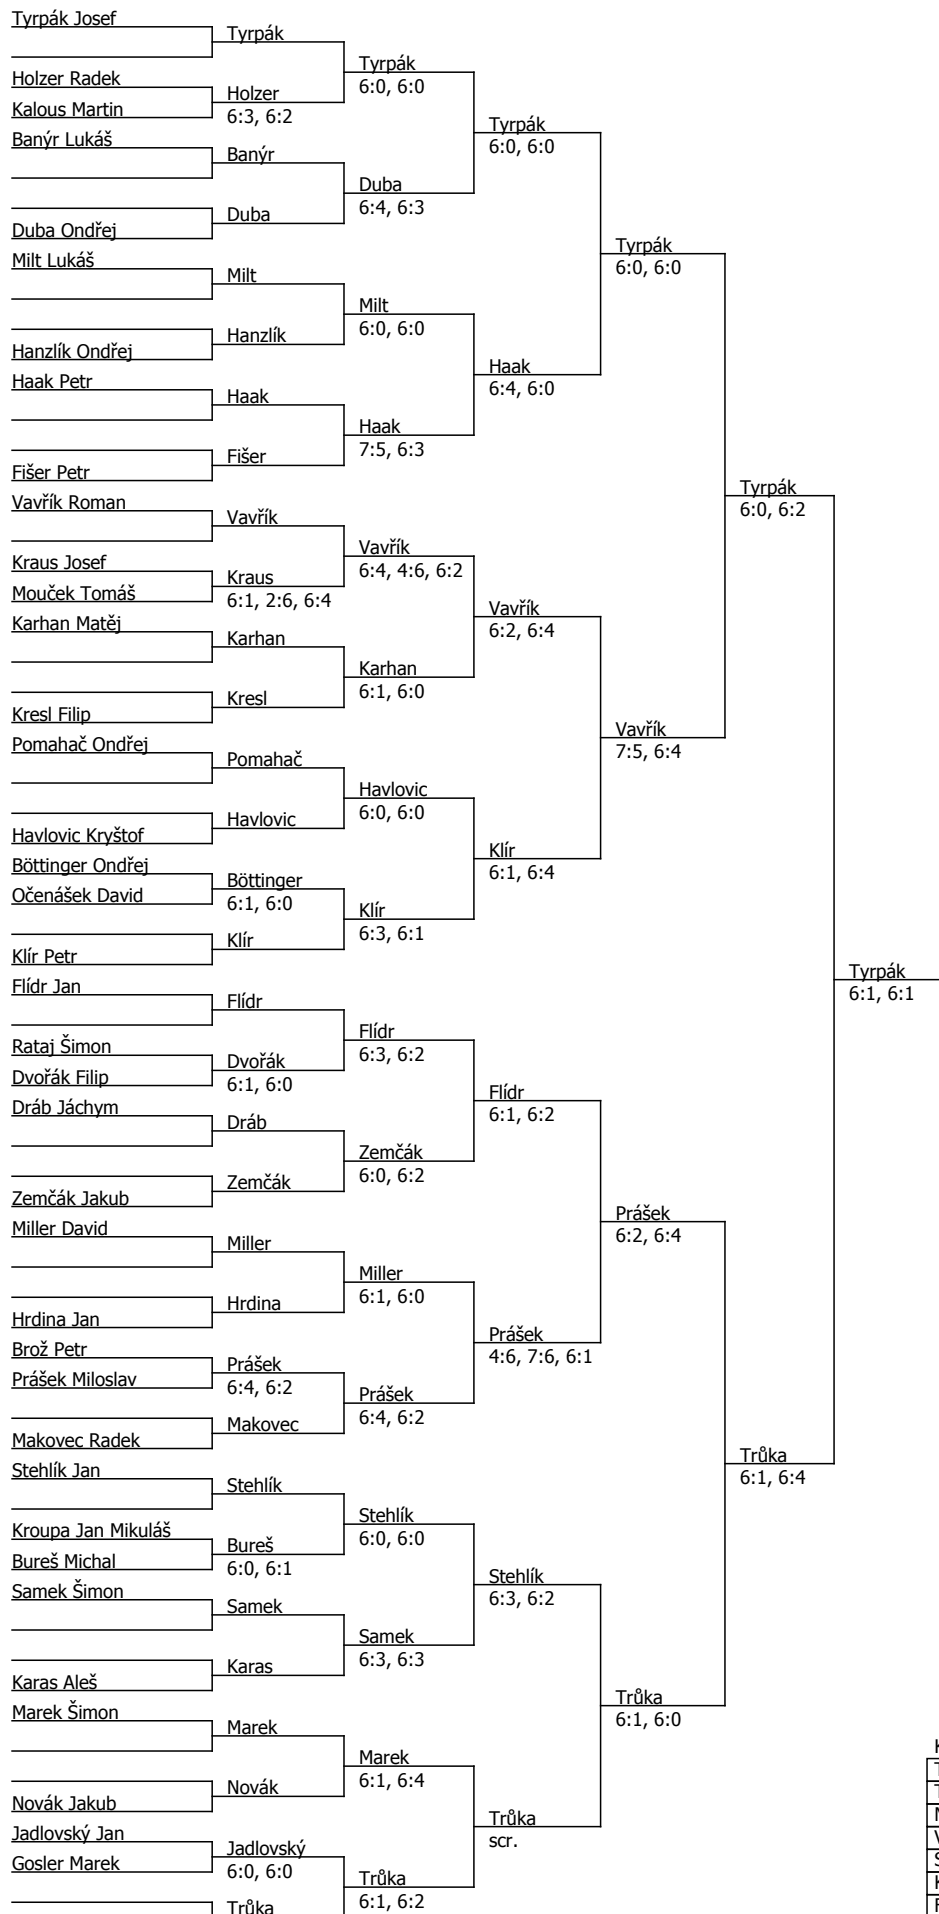 Tyrpák Josef
Tyrpák
Tyrpák
6:0, 6:0
Holzer Radek
Holzer
6:3, 6:2
Kalous Martin
Tyrpák
6:0, 6:0
Banýr Lukáš
Banýr
Duba
6:4, 6:3
Duba
Duba Ondřej
Tyrpák
6:0, 6:0
Milt Lukáš
Milt
Milt
6:0, 6:0
Hanzlík
Hanzlík Ondřej
Haak
6:4, 6:0
Haak Petr
Haak
Haak
7:5, 6:3
Fišer
Fišer Petr
Tyrpák
6:0, 6:2
Vavřík Roman
Vavřík
Vavřík
6:4, 4:6, 6:2
Kraus Josef
Kraus
6:1, 2:6, 6:4
Mouček Tomáš
Vavřík
6:2, 6:4
Karhan Matěj
Karhan
Karhan
6:1, 6:0
Kresl
Kresl Filip
Vavřík
7:5, 6:4
Pomahač Ondřej
Pomahač
Havlovic
6:0, 6:0
Havlovic
Havlovic Kryštof
Klír
6:1, 6:4
Böttinger Ondřej
Böttinger
6:1, 6:0
Očenášek David
Klír
6:3, 6:1
Klír
Klír Petr
Tyrpák
6:1, 6:1
Flídr Jan
Flídr
Flídr
6:3, 6:2
Rataj Šimon
Dvořák
6:1, 6:0
Dvořák Filip
Flídr
6:1, 6:2
Dráb Jáchym
Dráb
Zemčák
6:0, 6:2
Zemčák
Zemčák Jakub
Prášek
6:2, 6:4
Miller David
Miller
Miller
6:1, 6:0
Hrdina
Hrdina Jan
Prášek
4:6, 7:6, 6:1
Brož Petr
Prášek
6:4, 6:2
Prášek Miloslav
Prášek
6:4, 6:2
Makovec
Makovec Radek
Trůka
6:1, 6:4
Stehlík Jan
Stehlík
Stehlík
6:0, 6:0
Kroupa Jan Mikuláš
Bureš
6:0, 6:1
Bureš Michal
Stehlík
6:3, 6:2
Samek Šimon
Samek
Samek
6:3, 6:3
Karas
Karas Aleš
Trůka
6:1, 6:0
Marek Šimon
Marek
Marek
6:1, 6:4
Novák
Novák Jakub
Trůka
scr.
Jadlovský Jan
Jadlovský
6:0, 6:0
Gosler Marek
Trůka
6:1, 6:2
Trůka